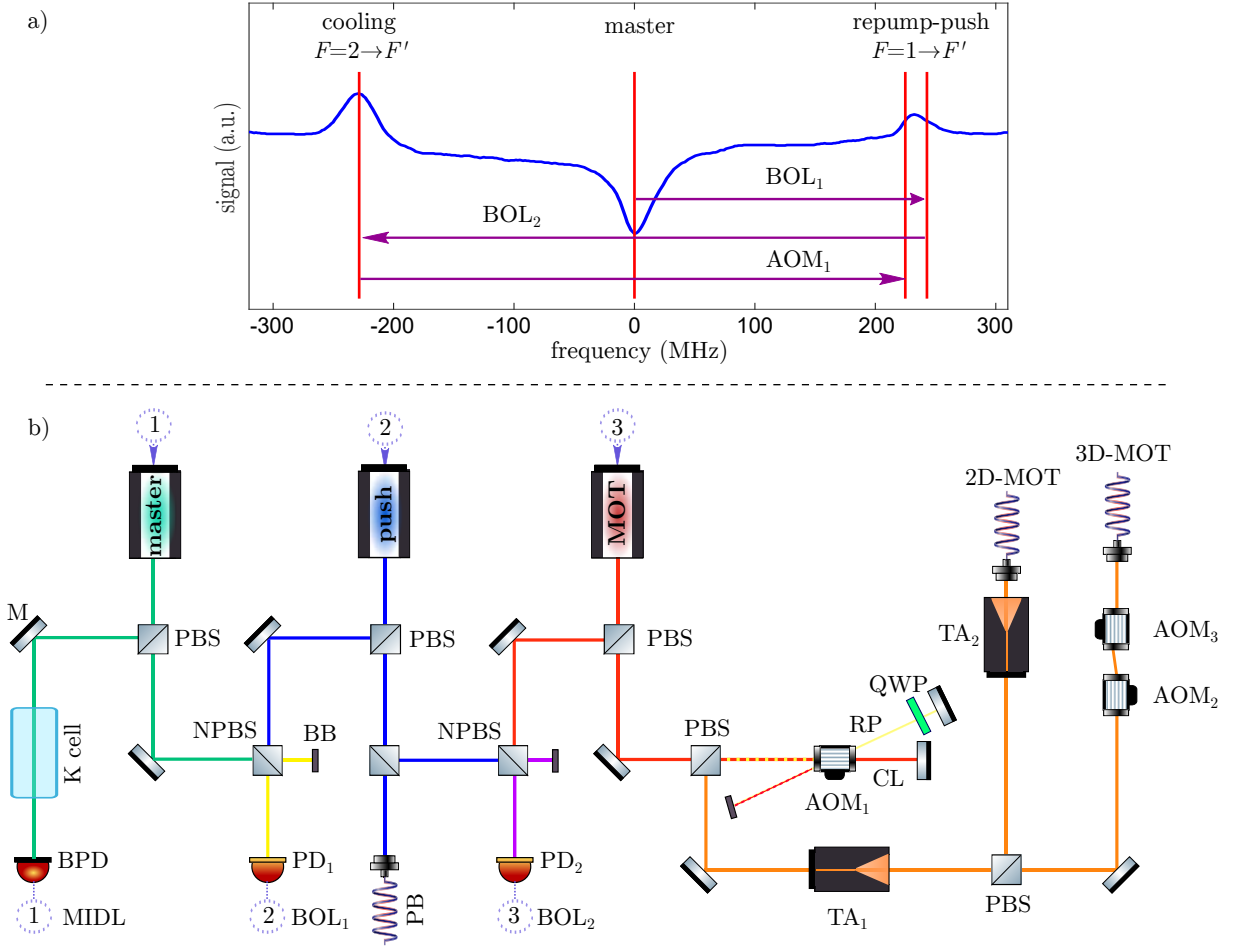 a)
cooling
F=2→F′
master
repump-push
F=1→F′
signal (a.u.)
BOL₁
BOL₂
AOM₁
-300
-200
-100
0
100
200
300
frequency (MHz)
b)
1
2
3
master
push
MOT
2D-MOT
3D-MOT
M
PBS
PBS
PBS
TA₂
AOM₃
AOM₂
K cell
NPBS
BB
NPBS
PBS
QWP
RP
CL
AOM₁
BPD
PD₁
PB
PD₂
TA₁
PBS
1
MIDL
2
BOL₁
3
BOL₂